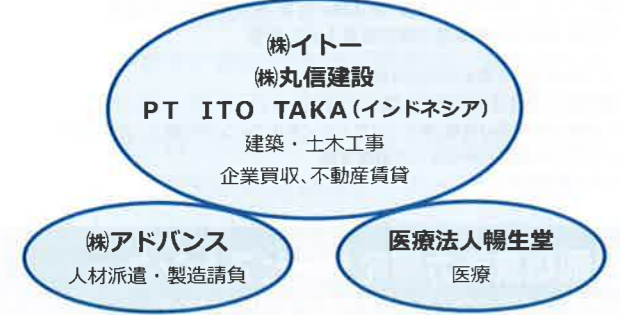 ㈱イトー
㈱丸信建設
PT ITO TAKA(インドネシア)
建築・土木工事
企業買収、不動産賃貸
㈱アドバンス
人材派遣・製造請負
医療法人暢生堂
医療